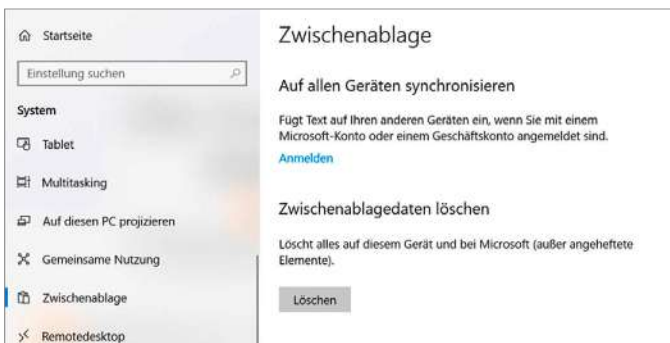 Startseite
Einstellung suchen
System
Tablet
Multitasking
Auf diesen PC projizieren
Gemeinsame Nutzung
Zwischenablage
Remotedesktop
Zwischenablage
Auf allen Geräten synchronisieren
Fügt Text auf Ihren anderen Geräten ein, wenn Sie mit einem
Microsoft-Konto oder einem Geschäftskonto angemeldet sind.
Anmelden
Zwischenablagedaten löschen
Löscht alles auf diesem Gerät und bei Microsoft (außer angeheftete
Elemente).
Löschen